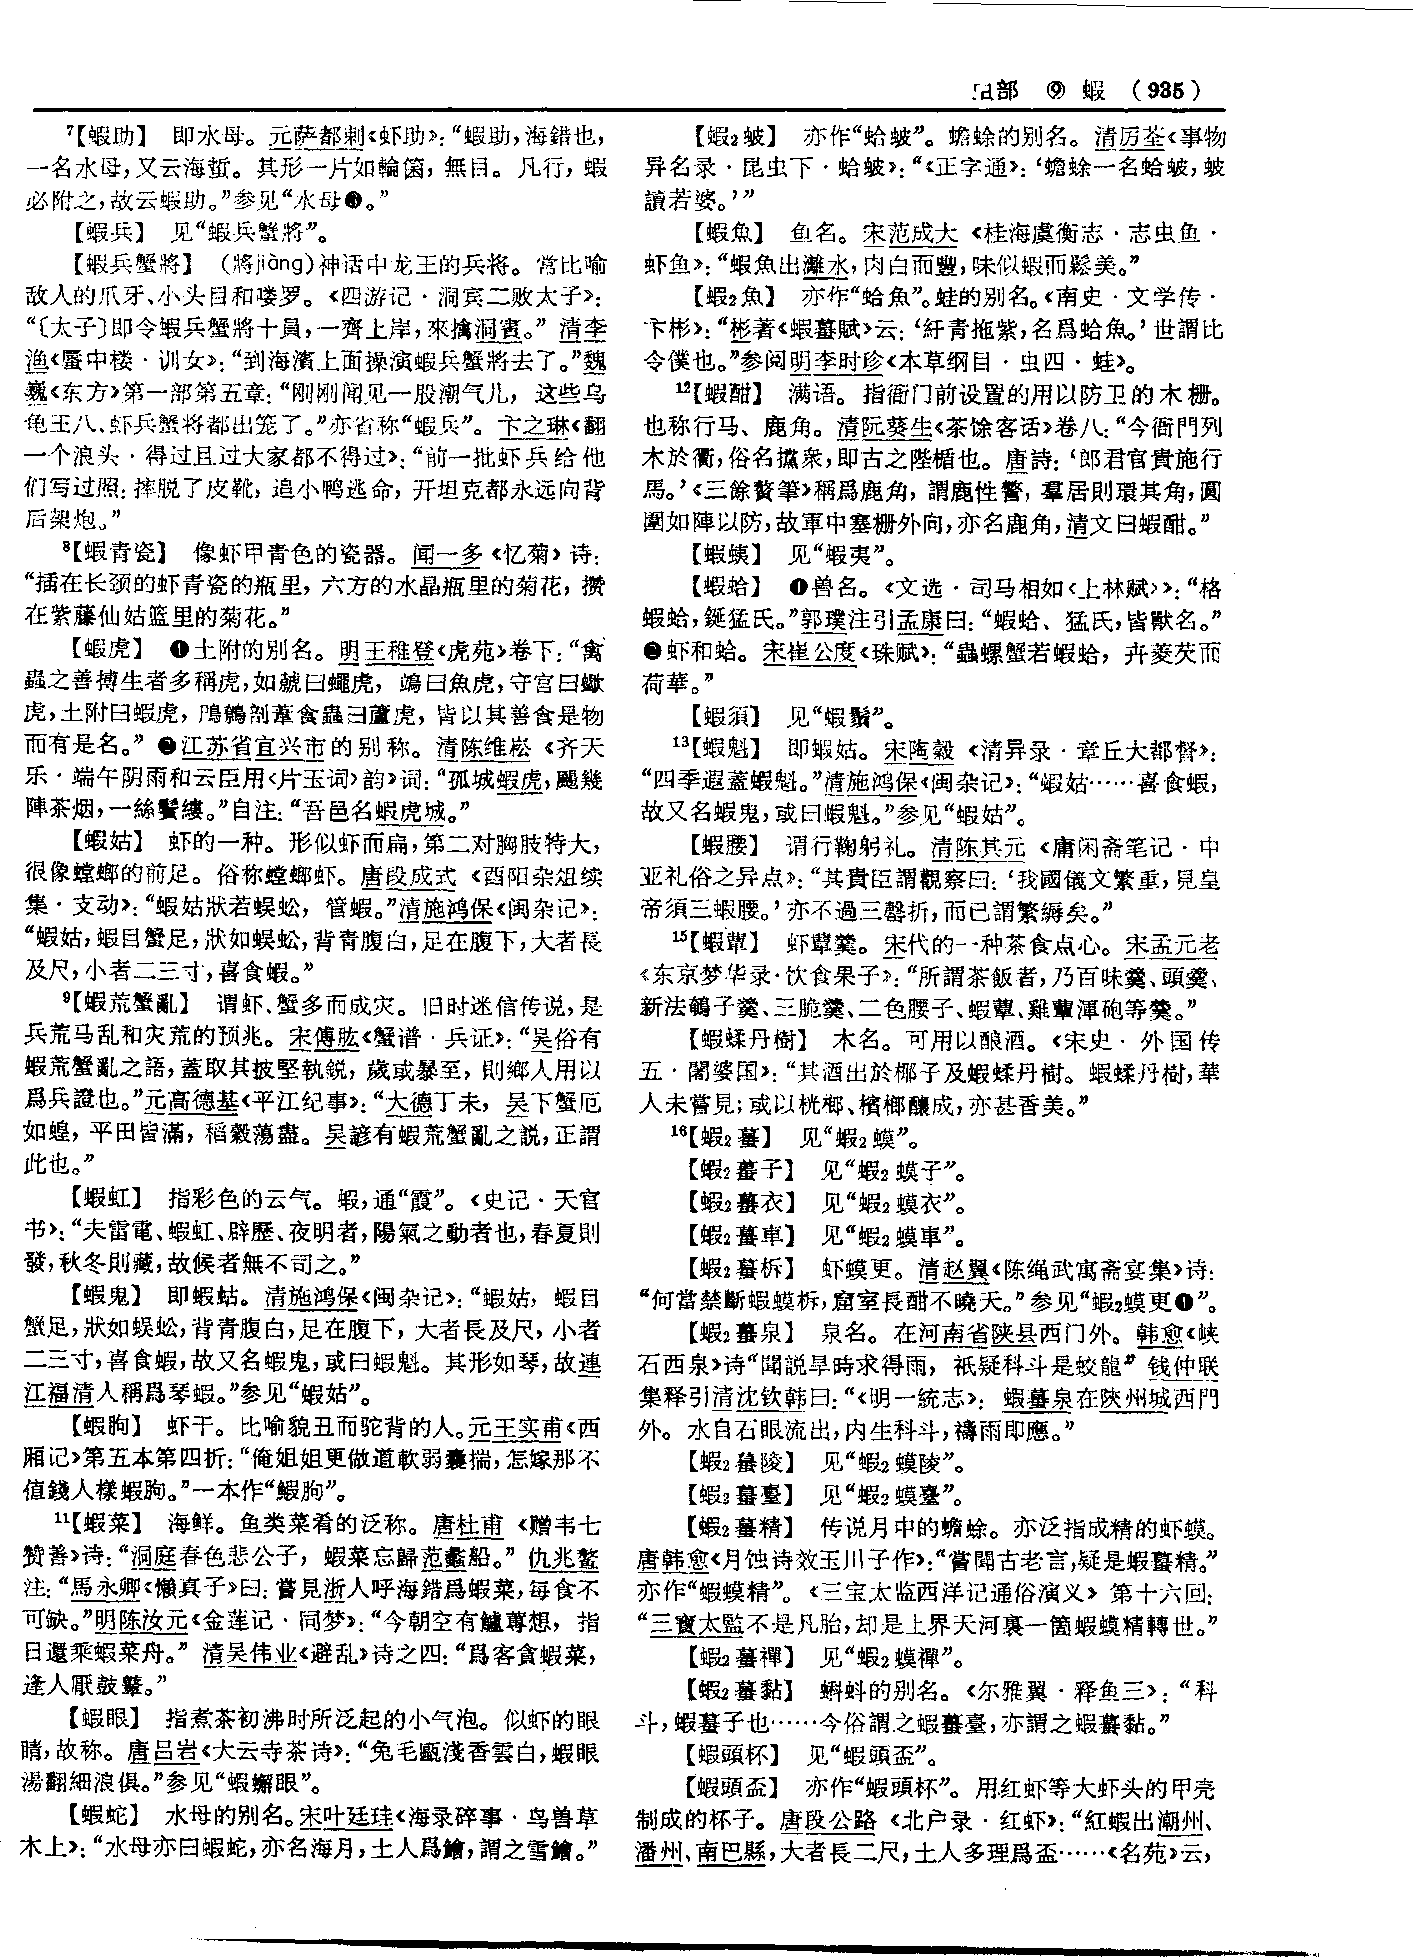 部 ⑨ 蝦 （935）
⁷【蝦助】 即水母。元萨都剌《虾助》：“蝦助，海錯也，
一名水母，又云海蜇。其形一片如輪箘，無目。凡行，蝦
必附之，故云蝦助。”参见“水母❸。”
【蝦兵】 见“蝦兵蟹將”。
【蝦兵蟹將】 （將jiàng）神话中龙王的兵将。常比喻
敌人的爪牙、小头目和喽罗。《四游记·洞宾二败太子》：
“〔太子〕即令蝦兵蟹將十員，一齊上岸，來擒洞賓。” 清李
渔《蜃中楼·训女》：“到海濱上面操演蝦兵蟹將去了。”魏
巍《东方》第一部第五章：“刚刚闻见一股潮气儿，这些乌
龟王八、虾兵蟹将都出笼了。”亦省称“蝦兵”。卞之琳《翻
一个浪头·得过且过大家都不得过》：“前一批虾兵给他
们写过照：摔脱了皮靴，追小鸭逃命，开坦克都永远向背
后架炮。”
⁸【蝦青瓷】 像虾甲青色的瓷器。闻一多《忆菊》诗：
“插在长颈的虾青瓷的瓶里，六方的水晶瓶里的菊花，攒
在紫藤仙姑篮里的菊花。”
【蝦虎】 ❶土附的别名。明王稚登《虎苑》卷下：“禽
蟲之善搏生者多稱虎，如虣曰蠅虎，鴗曰魚虎，守宫曰蠍
虎，土附曰蝦虎，鳲鷯剖葦食蟲曰蘆虎，皆以其善食是物
而有是名。”❷江苏省宜兴市的别称。清陈维崧《齐天
乐·端午阴雨和云臣用〈片玉词〉韵》词：“孤城蝦虎，颺幾
陣茶烟，一絲鬢縷。”自注：“吾邑名蝦虎城。”
【蝦姑】 虾的一种。形似虾而扁，第二对胸肢特大，
很像螳螂的前足。俗称螳螂虾。唐段成式《酉阳杂俎续
集·支动》：“蝦姑狀若蜈蚣，管蝦。”清施鸿保《闽杂记》：
“蝦姑，蝦目蟹足，狀如蜈蚣，背青腹白，足在腹下，大者長
及尺，小者二三寸，喜食蝦。”
⁹【蝦荒蟹亂】 谓虾、蟹多而成灾。旧时迷信传说，是
兵荒马乱和灾荒的预兆。宋傅肱《蟹谱·兵证》：“吴俗有
蝦荒蟹亂之語，蓋取其披堅執鋭，歲或暴至，則鄉人用以
爲兵證也。”元高德基《平江纪事》：“大德丁未，吴下蟹厄
如蝗，平田皆滿，稻穀蕩盡。吴諺有蝦荒蟹亂之説，正謂
此也。”
【蝦虹】 指彩色的云气。蝦，通“霞”。《史记·天官
书》：“夫雷電、蝦虹、辟歷、夜明者，陽氣之動者也，春夏則
發，秋冬則藏，故候者無不司之。”
【蝦鬼】 即蝦姑。清施鸿保《闽杂记》：“蝦姑，蝦目
蟹足，狀如蜈蚣，背青腹白，足在腹下，大者長及尺，小者
二三寸，喜食蝦，故又名蝦鬼，或曰蝦魁。其形如琴，故連
江福清人稱爲琴蝦。”参见“蝦姑”。
【蝦朐】 虾干。比喻貌丑而驼背的人。元王实甫《西
厢记》第五本第四折：“俺姐姐更做道軟弱囊揣，怎嫁那不
值錢人樣蝦朐。”一本作“鰕朐”。
¹¹【蝦菜】 海鲜。鱼类菜肴的泛称。唐杜甫《赠韦七
赞善》诗：“洞庭春色悲公子，蝦菜忘歸范蠡船。” 仇兆鳌
注：“馬永卿《懶真子》曰：嘗見浙人呼海錯爲蝦菜，每食不
可缺。”明陈汝元《金莲记·同梦》：“今朝空有鱸蓴想，指
日還乘蝦菜舟。” 清吴伟业《避乱》诗之四：“爲客貪蝦菜，
逢人厭鼓鼙。”
【蝦眼】 指煮茶初沸时所泛起的小气泡。似虾的眼
睛，故称。唐吕岩《大云寺茶诗》：“兔毛甌淺香雲白，蝦眼
湯翻細浪俱。”参见“蝦蠏眼”。
【蝦蛇】 水母的别名。宋叶廷珪《海录碎事·鸟兽草
木上》：“水母亦曰蝦蛇，亦名海月，土人爲鱠，謂之雪鱠。”
【蝦₂蚾】 亦作“蛤蚾”。蟾蜍的别名。清厉荃《事物
异名录·昆虫下·蛤蚾》：“《正字通》：‘蟾蜍一名蛤蚾，蚾
讀若婆。’”
【蝦魚】 鱼名。宋范成大《桂海虞衡志·志虫鱼·
虾鱼》：“蝦魚出灕水，肉白而豐，味似蝦而鬆美。”
【蝦₂魚】 亦作“蛤魚”。蛙的别名。《南史·文学传·
卞彬》：“彬著《蝦蟇賦》云：‘紆青拖紫，名爲蛤魚。’世謂比
令僕也。”参阅明李时珍《本草纲目·虫四·蛙》。
¹²【蝦酣】 满语。指衙门前设置的用以防卫的木栅。
也称行马、鹿角。清阮葵生《茶馀客话》卷八：“今衙門列
木於衢，俗名攩衆，即古之陛楯也。唐詩：‘郎君官貴施行
馬。’《三餘贅筆》稱爲鹿角，謂鹿性警，羣居則環其角，圓
圍如陣以防，故軍中塞栅外向，亦名鹿角，清文曰蝦酣。”
【蝦蛦】 见“蝦夷”。
【蝦蛤】 ❶兽名。《文选·司马相如〈上林赋〉》：“格
蝦蛤，鋋猛氏。”郭璞注引孟康曰：“蝦蛤、猛氏，皆獸名。”
❷虾和蛤。宋崔公度《珠赋》：“蟲螺蟹若蝦蛤，卉菱芡而
荷華。”
【蝦須】 见“蝦鬚”。
¹³【蝦魁】 即蝦姑。宋陶穀《清异录·章丘大都督》：
“四季遐蓋蝦魁。”清施鸿保《闽杂记》：“蝦姑……喜食蝦，
故又名蝦鬼，或曰蝦魁。”参见“蝦姑”。
【蝦腰】 谓行鞠躬礼。清陈其元《庸闲斋笔记·中
亚礼俗之异点》：“其貴臣謂觀察曰：‘我國儀文繁重，見皇
帝須三蝦腰。’亦不過三磬折，而已謂繁縟矣。”
¹⁵【蝦蕈】 虾蕈羹。宋代的一种茶食点心。宋孟元老
《东京梦华录·饮食果子》：“所謂茶飯者，乃百味羹、頭羹、
新法鵪子羹、三脆羹、二色腰子、蝦蕈、雞蕈渾砲等羹。”
【蝦蝚丹樹】 木名。可用以酿酒。《宋史·外国传
五·闍婆国》：“其酒出於椰子及蝦蝚丹樹。蝦蝚丹樹，華
人未嘗見；或以桄榔、檳榔釀成，亦甚香美。”
¹⁶【蝦₂蟇】 见“蝦₂蟆”。
【蝦₂蟇子】 见“蝦₂蟆子”。
【蝦₂蟇衣】 见“蝦₂蟆衣”。
【蝦₂蟇車】 见“蝦₂蟆車”。
【蝦₂蟇柝】 虾蟆更。清赵翼《陈绳武寓斋宴集》诗：
“何當禁斷蝦蟆柝，窟室長酣不曉天。”参见“蝦₂蟆更❶”。
【蝦₂蟇泉】 泉名。在河南省陕县西门外。韩愈《峡
石西泉》诗“聞説旱時求得雨，祇疑科斗是蛟龍” 钱仲联
集释引清沈钦韩曰：“《明一統志》：蝦蟇泉在陝州城西門
外。水自石眼流出，内生科斗，禱雨即應。”
【蝦₂蟇陵】 见“蝦₂蟆陵”。
【蝦₂蟇臺】 见“蝦₂蟆臺”。
【蝦₂蟇精】 传说月中的蟾蜍。亦泛指成精的虾蟆。
唐韩愈《月蚀诗效玉川子作》：“嘗聞古老言，疑是蝦蟇精。”
亦作“蝦蟆精”。《三宝太监西洋记通俗演义》第十六回：
“三寶太監不是凡胎，却是上界天河裏一箇蝦蟆精轉世。”
【蝦₂蟇禪】 见“蝦₂蟆禪”。
【蝦₂蟇黏】 蝌蚪的别名。《尔雅翼·释鱼三》：“科
斗，蝦蟇子也……今俗謂之蝦蟇臺，亦謂之蝦蟇黏。”
【蝦頭杯】 见“蝦頭盃”。
【蝦頭盃】 亦作“蝦頭杯”。用红虾等大虾头的甲壳
制成的杯子。唐段公路《北户录·红虾》：“紅蝦出潮州、
潘州、南巴縣，大者長二尺，土人多理爲盃……《名苑》云，